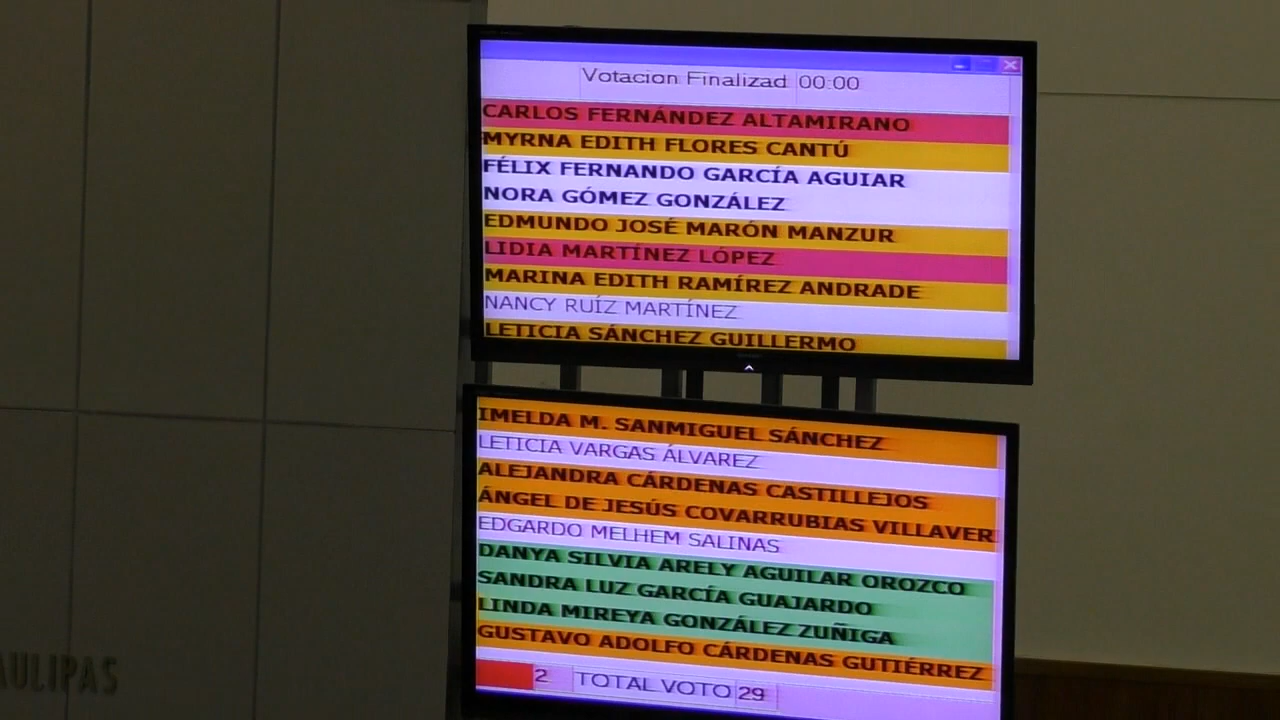 Votacion Finalizad 00:00
CARLOS FERNÁNDEZ ALTAMIRANO
MYRNA EDITH FLORES CANTÚ
FÉLIX FERNANDO GARCÍA AGUIAR
NORA GÓMEZ GONZÁLEZ
EDMUNDO JOSÉ MARÓN MANZUR
LIDIA MARTÍNEZ LÓPEZ
MARINA EDITH RAMÍREZ ANDRADE
NANCY RUÍZ MARTÍNEZ
LETICIA SÁNCHEZ GUILLERMO
IMELDA M. SANMIGUEL SÁNCHEZ
LETICIA VARGAS ÁLVAREZ
ALEJANDRA CÁRDENAS CASTILLEJOS
ÁNGEL DE JESÚS COVARRUBIAS VILLAVER
EDGARDO MELHEM SALINAS
DANYA SILVIA ARELY AGUILAR OROZCO
SANDRA LUZ GARCÍA GUAJARDO
LINDA MIREYA GONZÁLEZ ZUÑIGA
GUSTAVO ADOLFO CÁRDENAS GUTIÉRREZ
2 TOTAL VOTO 29
AULIPAS